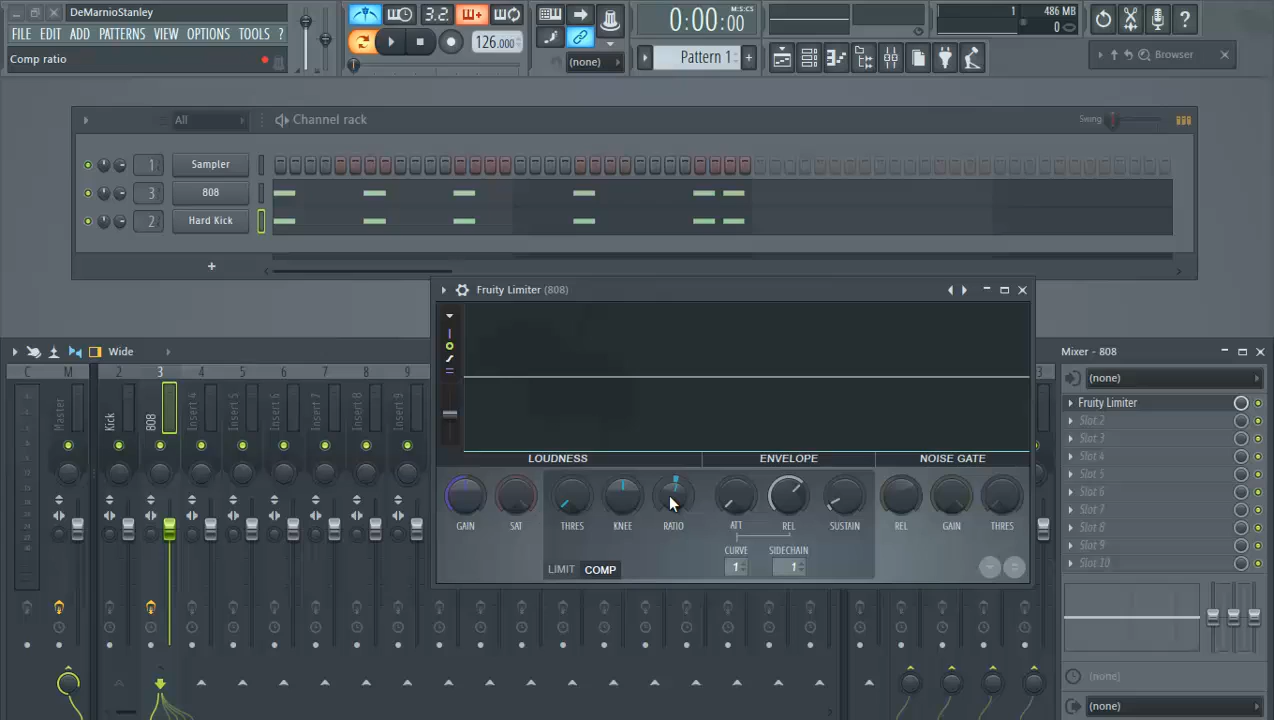 DeMarnioStanley
FILE EDIT ADD PATTERNS VIEW OPTIONS TOOLS ?
Comp ratio
3.2.
126.000
0:00:00
M:S:CS
(none)
Pattern 1
1
486 MB
0
Browser
All
Channel rack
Swing
1 Sampler
3 808
2 Hard Kick
+
Fruity Limiter (808)
LOUDNESS ENVELOPE NOISE GATE
GAIN SAT THRES KNEE RATIO ATT REL SUSTAIN REL GAIN THRES
CURVE SIDECHAIN
1 1
LIMIT COMP
Wide
C M 2 3 4 5 6 7 8 9
Master Kick 808 Insert 4 Insert 5 Insert 6 Insert 7 Insert 8 Insert 9
Mixer - 808
(none)
Fruity Limiter
Slot 2
Slot 3
Slot 4
Slot 5
Slot 6
Slot 7
Slot 8
Slot 9
Slot 10
(none)
(none)